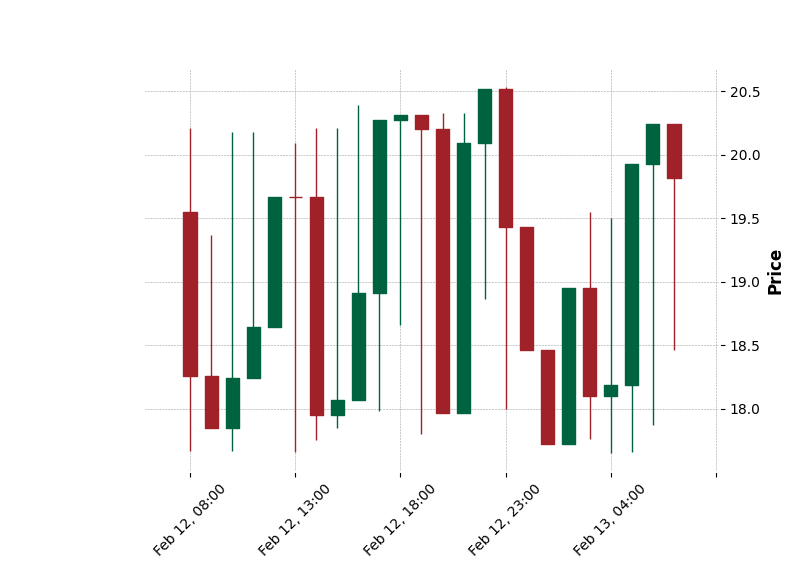 20.5
20.0
19.5
19.0
18.5
18.0
Price
Feb 12, 08:00
Feb 12, 13:00
Feb 12, 18:00
Feb 12, 23:00
Feb 13, 04:00